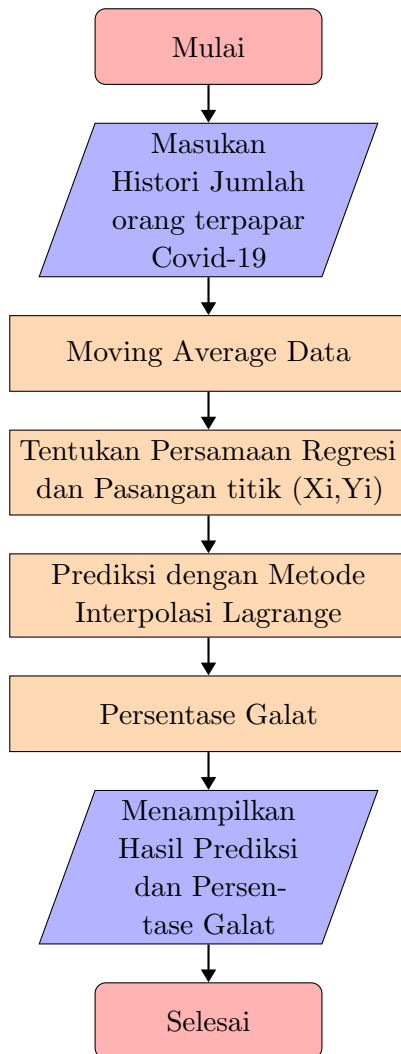 Mulai
Masukan
Histori Jumlah
orang terpapar
Covid-19
Moving Average Data
Tentukan Persamaan Regresi
dan Pasangan titik (Xi,Yi)
Prediksi dengan Metode
Interpolasi Lagrange
Persentase Galat
Menampilkan
Hasil Prediksi
dan Persen-
tase Galat
Selesai